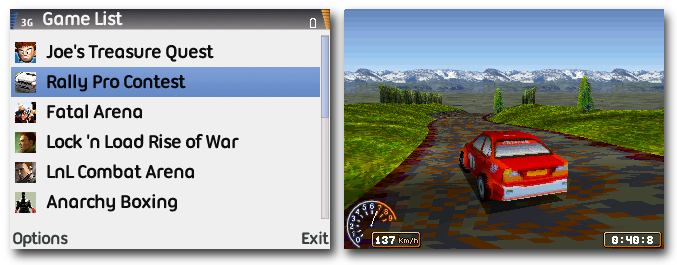 3G Game List
Joe's Treasure Quest
Rally Pro Contest
Fatal Arena
Lock 'n Load Rise of War
LnL Combat Arena
Anarchy Boxing
Options Exit
137 Km/h
0:40:8